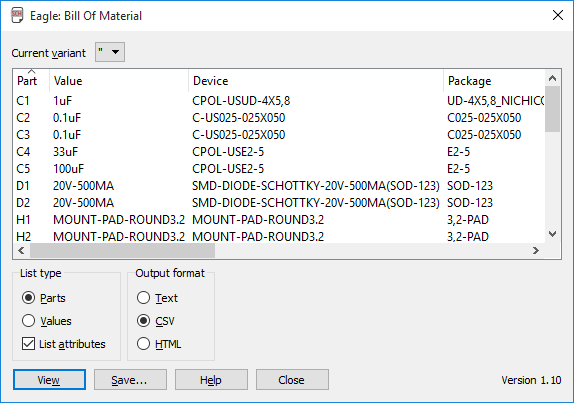 Eagle: Bill Of Material
Current variant "
Part Value Device Package
C1 1uF CPOL-USUD-4X5,8 UD-4X5,8_NICHICO
C2 0.1uF C-US025-025X050 C025-025X050
C3 0.1uF C-US025-025X050 C025-025X050
C4 33uF CPOL-USE2-5 E2-5
C5 100uF CPOL-USE2-5 E2-5
D1 20V-500MA SMD-DIODE-SCHOTTKY-20V-500MA(SOD-123) SOD-123
D2 20V-500MA SMD-DIODE-SCHOTTKY-20V-500MA(SOD-123) SOD-123
H1 MOUNT-PAD-ROUND3.2 MOUNT-PAD-ROUND3.2 3,2-PAD
H2 MOUNT-PAD-ROUND3.2 MOUNT-PAD-ROUND3.2 3,2-PAD
List type Output format
Parts Text
Values CSV
List attributes HTML
View Save... Help Close Version 1.10